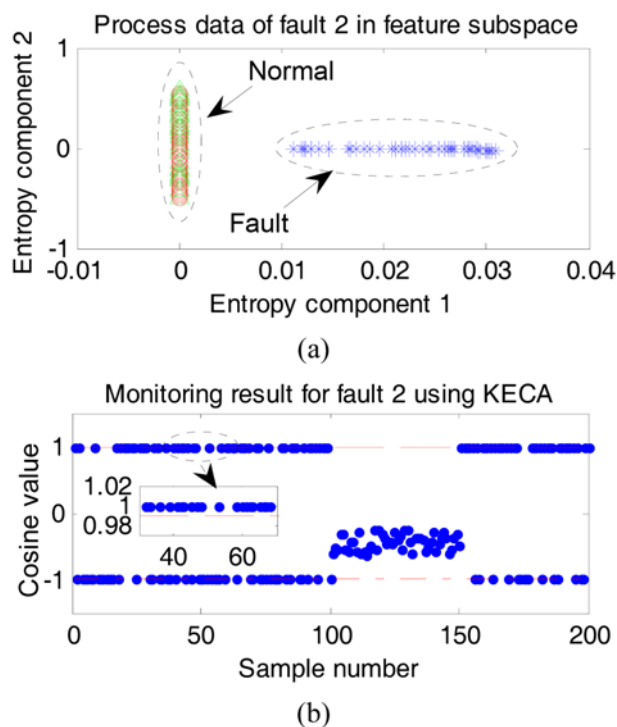 Process data of fault 2 in feature subspace
Entropy component 2
1
0
-1
Normal
Fault
-0.01 0 0.01 0.02 0.03 0.04
Entropy component 1
(a)
Monitoring result for fault 2 using KECA
Cosine value
1
0
-1
1.02
1
0.98
40 60
0 50 100 150 200
Sample number
(b)